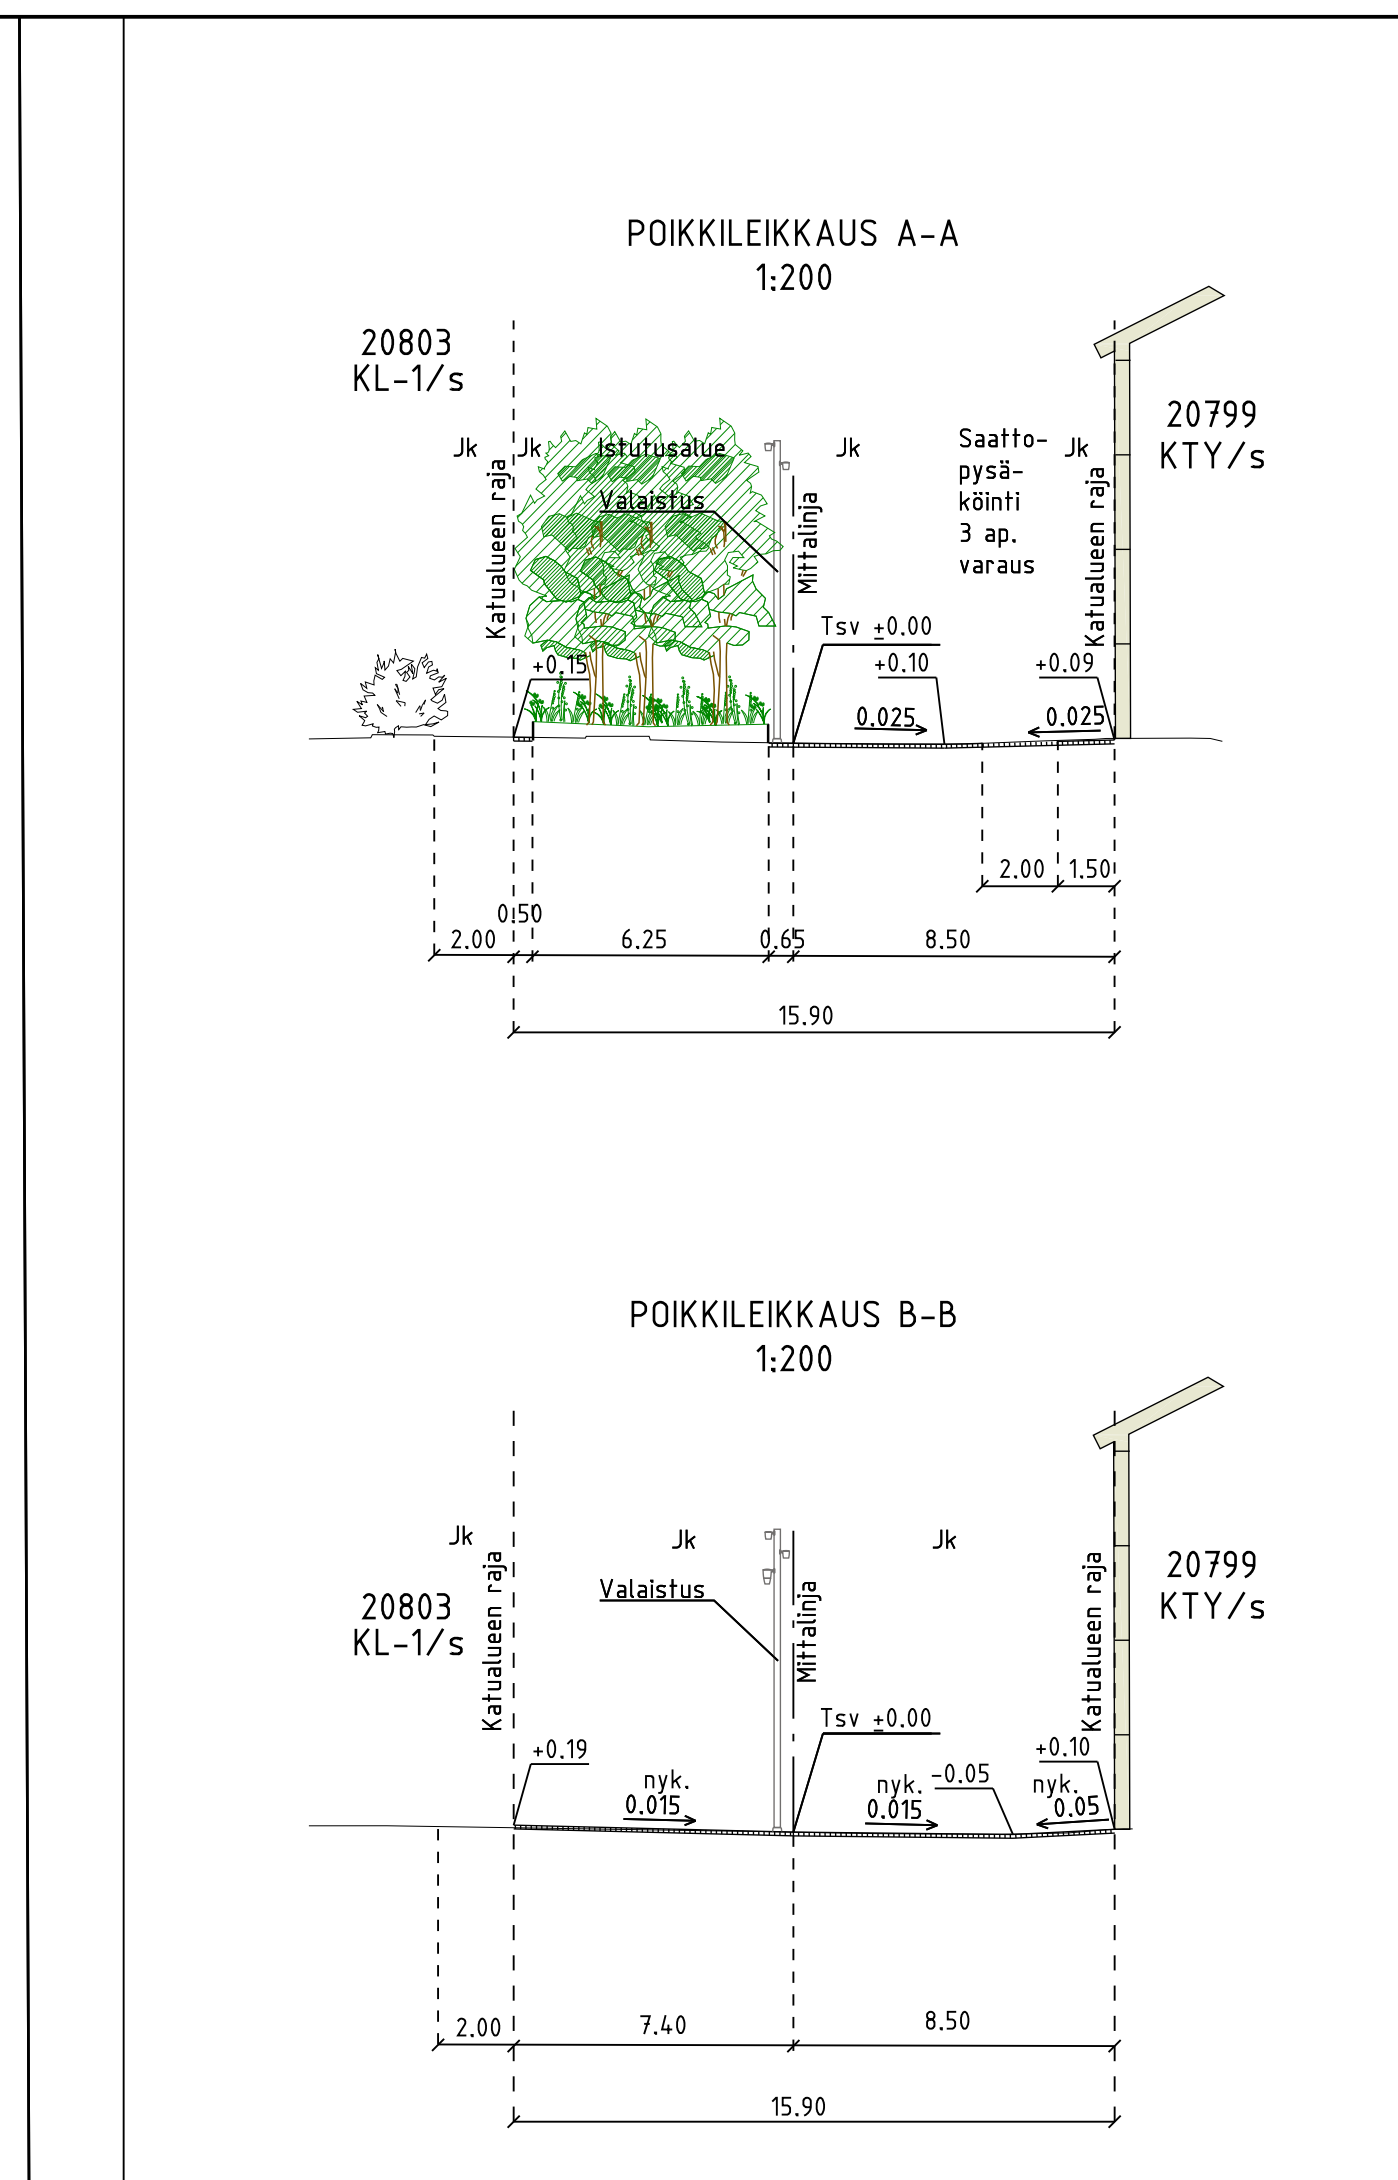 POIKKILEIKKAUS A-A
1:200
20803
KL-1/s
20799
KTY/s
Jk
Jk
Istutusalue
Jk
Saatto-
pysä-
köinti
3 ap.
varaus
Jk
Katualueen raja
Valaistus
Mittalinja
Katualueen raja
Tsv ±0.00
+0.15
+0.10
+0.09
0.025
0.025
2.00
1.50
0.50
2.00
6.25
0.65
8.50
15.90
POIKKILEIKKAUS B-B
1:200
Jk
Jk
Jk
20803
KL-1/s
20799
KTY/s
Katualueen raja
Valaistus
Mittalinja
Katualueen raja
Tsv ±0.00
+0.19
+0.10
nyk.
0.015
nyk.
0.015
-0.05
nyk.
0.05
2.00
7.40
8.50
15.90